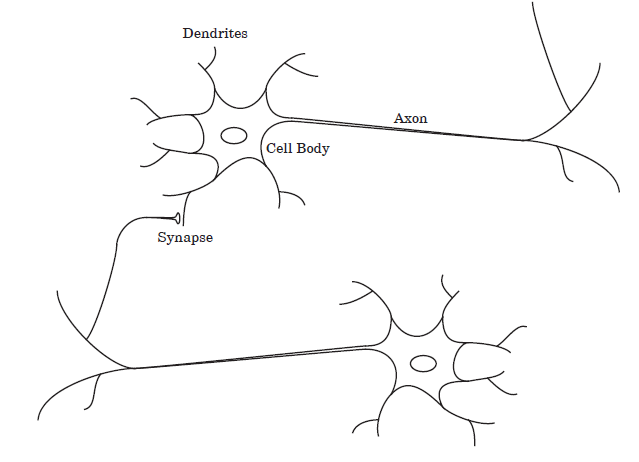 Dendrites
Axon
Cell Body
Synapse